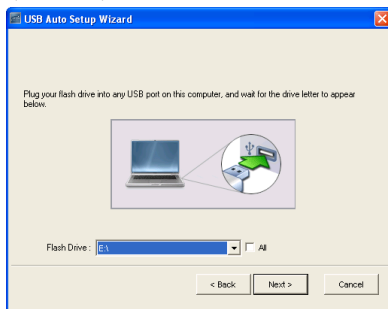 USB Auto Setup Wizard
Plug your flash drive into any USB port on this computer, and wait for the drive letter to appear
below.
Flash Drive : E:\ All
< Back Next > Cancel